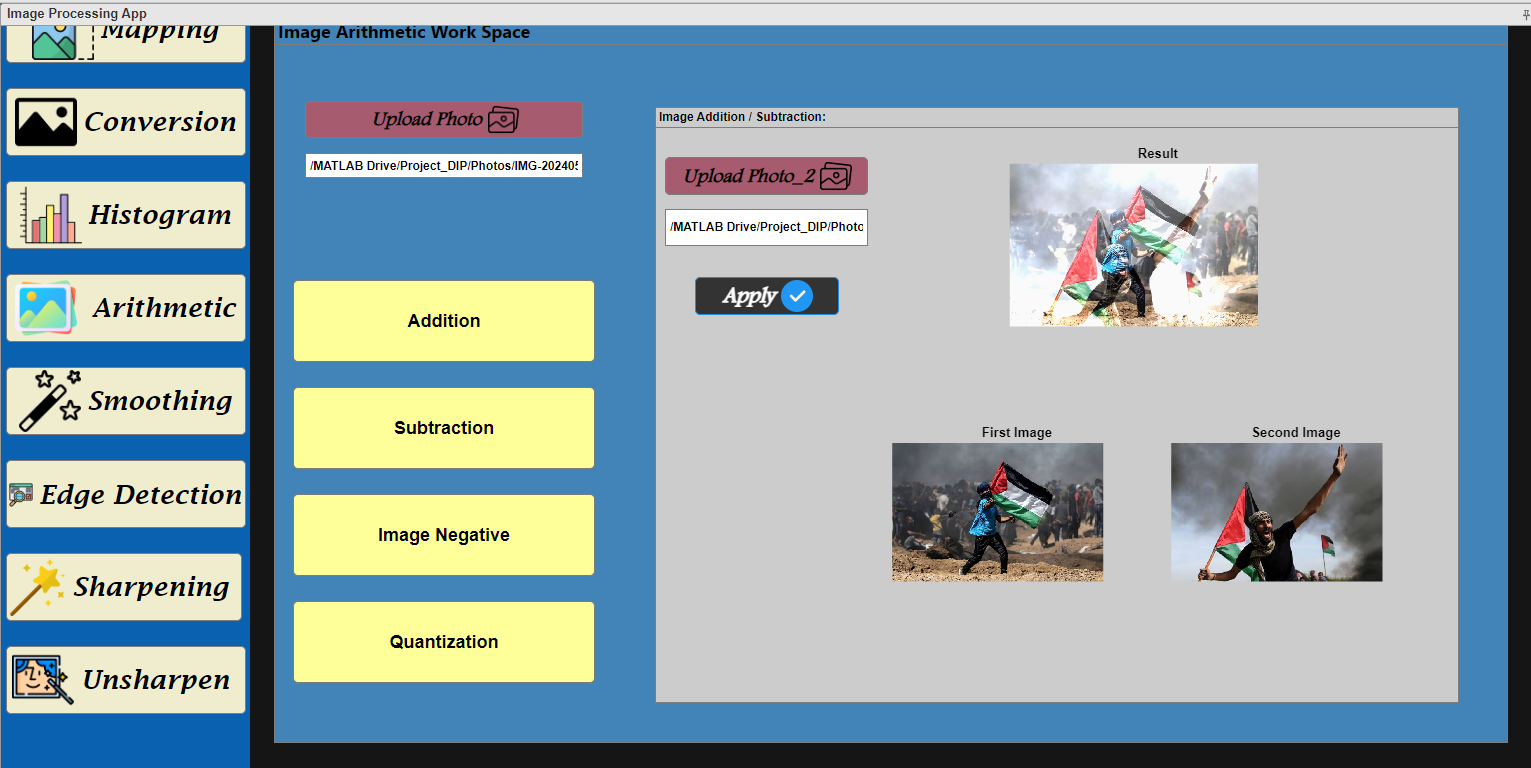 Image Processing App
Mapping
Conversion
Histogram
Arithmetic
Smoothing
Edge Detection
Sharpening
Unsharpen
Image Arithmetic Work Space
Upload Photo
/MATLAB Drive/Project_DIP/Photos/IMG-20240
Addition
Subtraction
Image Negative
Quantization
Image Addition / Subtraction:
Upload Photo_2
/MATLAB Drive/Project_DIP/Photo
Apply
Result
First Image
Second Image